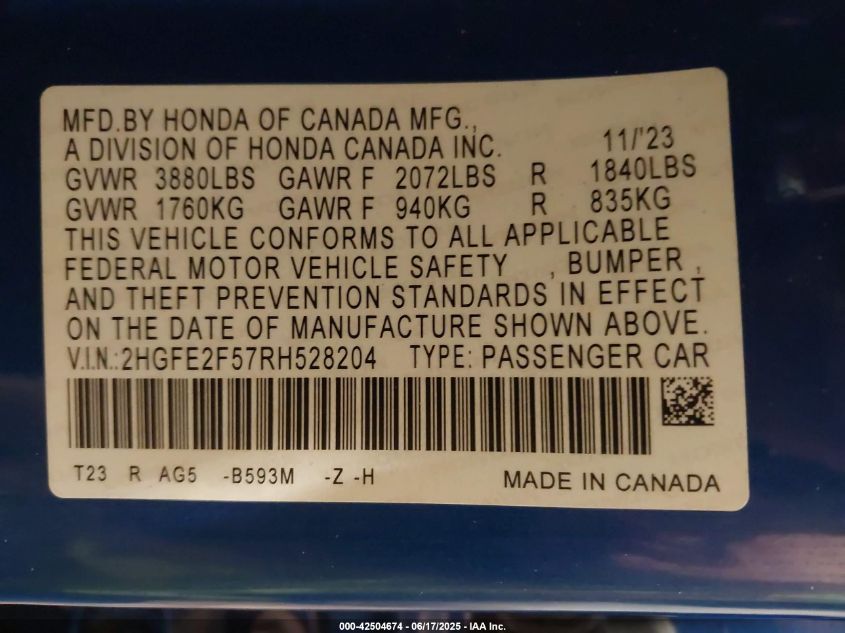 MFD.BY HONDA OF CANADA MFG.,
A DIVISION OF HONDA CANADA INC. 11/'23
GVWR 3880LBS GAWR F 2072LBS R 1840LBS
GVWR 1760KG GAWR F 940KG R 835KG
THIS VEHICLE CONFORMS TO ALL APPLICABLE
FEDERAL MOTOR VEHICLE SAFETY , BUMPER ,
AND THEFT PREVENTION STANDARDS IN EFFECT
ON THE DATE OF MANUFACTURE SHOWN ABOVE.
V.I.N.:2HGFE2F57RH528204 TYPE: PASSENGER CAR
T23 R AG5 -B593M -Z -H MADE IN CANADA
000-42504674 - 06/17/2025 - IAA Inc.